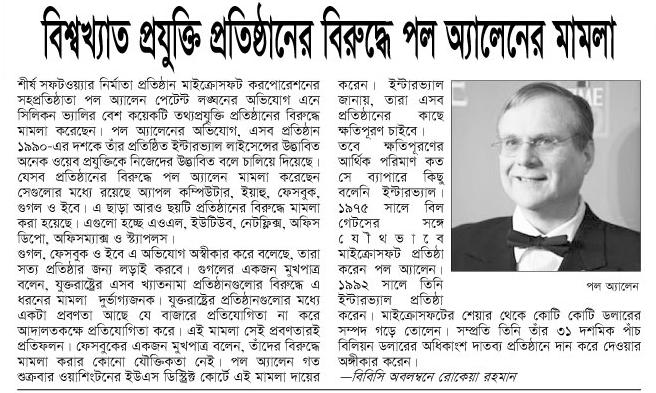 বিশ্বখ্যাত প্রযুক্তি প্রতিষ্ঠানের বিরুদ্ধে পল অ্যালেনের মামলা
শীর্ষ সফটওয়্যার নির্মাতা প্রতিষ্ঠান মাইক্রোসফট করপোরেশনের
সহপ্রতিষ্ঠাতা পল অ্যালেন পেটেন্ট লঙ্ঘনের অভিযোগ এনে
সিলিকন ভ্যালির বেশ কয়েকটি তথ্যপ্রযুক্তি প্রতিষ্ঠানের বিরুদ্ধে
মামলা করেছেন। পল অ্যালেনের অভিযোগ, এসব প্রতিষ্ঠান
১৯৯০-এর দশকে তাঁর প্রতিষ্ঠিত ইন্টারভ্যাল লাইসেন্সের উদ্ভাবিত
অনেক ওয়েব প্রযুক্তিকে নিজেদের উদ্ভাবিত বলে চালিয়ে দিয়েছে।
যেসব প্রতিষ্ঠানের বিরুদ্ধে পল অ্যালেন মামলা করেছেন
সেগুলোর মধ্যে রয়েছে অ্যাপল কম্পিউটার, ইয়াহু, ফেসবুক,
গুগল ও ইবে। এ ছাড়া আরও ছয়টি প্রতিষ্ঠানের বিরুদ্ধে মামলা
করা হয়েছে। এগুলো হচ্ছে এওএল, ইউটিউব, নেটফ্লিক্স, অফিস
ডিপো, অফিসম্যাক্স ও স্ট্যাপলস।
গুগল, ফেসবুক ও ইবে এ অভিযোগ অস্বীকার করে বলেছে, তারা
সত্য প্রতিষ্ঠার জন্য লড়াই করবে। গুগলের একজন মুখপাত্র
বলেন, যুক্তরাষ্ট্রের এসব খ্যাতনামা প্রতিষ্ঠানগুলোর বিরুদ্ধে এ
ধরনের মামলা দুর্ভাগ্যজনক। যুক্তরাষ্ট্রের প্রতিষ্ঠানগুলোর মধ্যে
একটা প্রবণতা আছে যে বাজারে প্রতিযোগিতা না করে
আদালতকক্ষে প্রতিযোগিতা করে। এই মামলা সেই প্রবণতারই
প্রতিফলন। ফেসবুকের একজন মুখপাত্র বলেন, তাঁদের বিরুদ্ধে
মামলা করার কোনো যৌক্তিকতা নেই। পল অ্যালেন গত
শুক্রবার ওয়াশিংটনের ইউএস ডিস্ট্রিক্ট কোর্টে এই মামলা দায়ের
করেন। ইন্টারভ্যাল
জানায়, তারা এসব
প্রতিষ্ঠানের কাছে
ক্ষতিপূরণ চাইবে।
তবে ক্ষতিপূরণের
আর্থিক পরিমাণ কত
সে ব্যাপারে কিছু
বলেনি ইন্টারভ্যাল।
১৯৭৫ সালে বিল
গেটসের সঙ্গে
যৌথভাবে
মাইক্রোসফট প্রতিষ্ঠা
করেন পল অ্যালেন।
১৯৯২ সালে তিনি
ইন্টারভ্যাল প্রতিষ্ঠা
পল অ্যালেন
করেন। মাইক্রোসফটের শেয়ার থেকে কোটি কোটি ডলারের
সম্পদ গড়ে তোলেন। সম্প্রতি তিনি তাঁর ৩১ দশমিক পাঁচ
বিলিয়ন ডলারের অধিকাংশ দাতব্য প্রতিষ্ঠানে দান করে দেওয়ার
অঙ্গীকার করেন।
—বিবিসি অবলম্বনে রোকেয়া রহমান